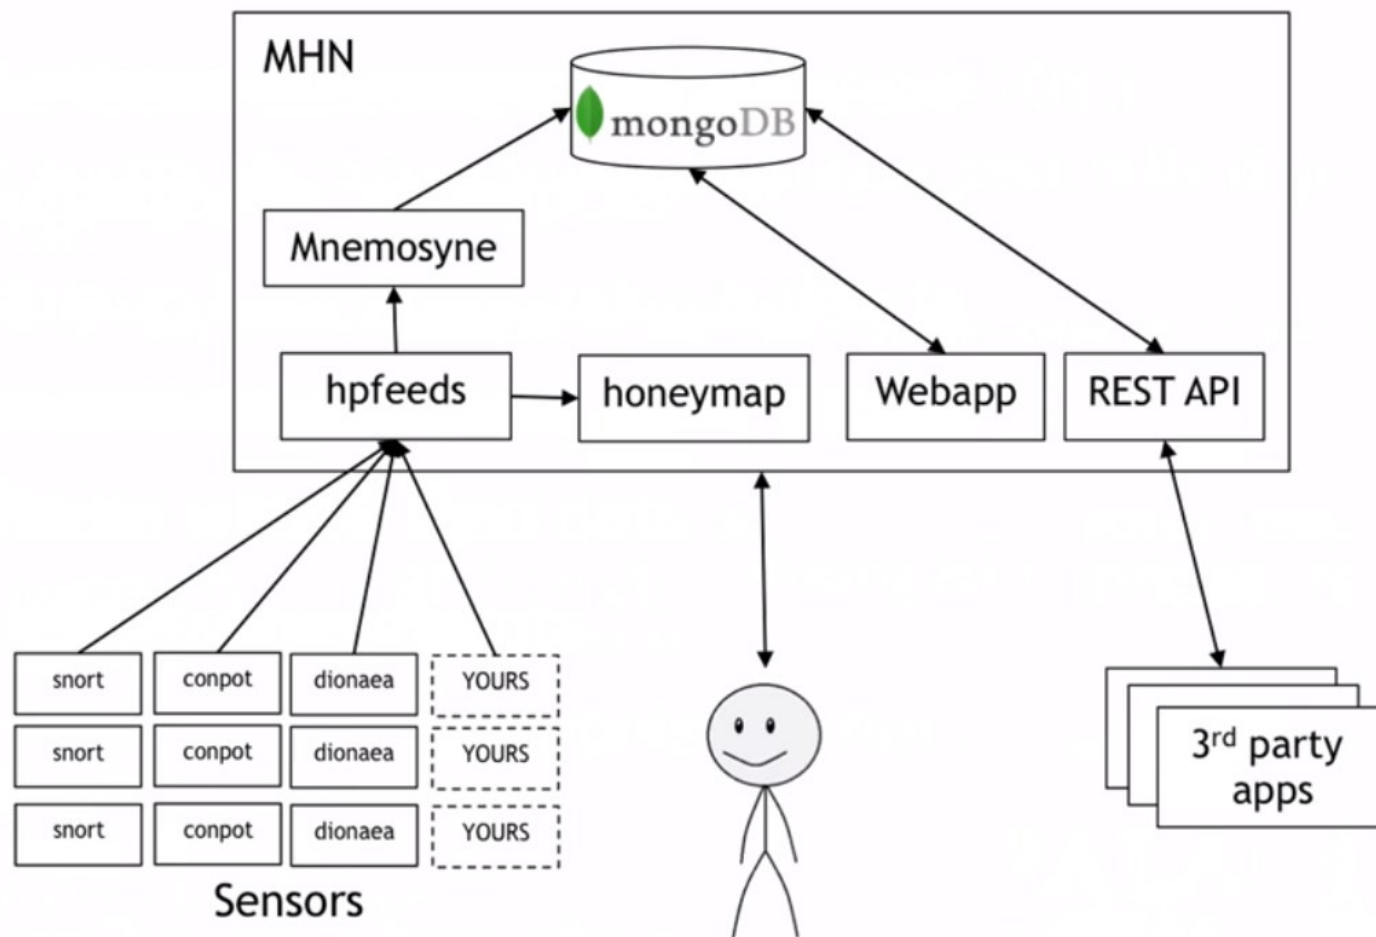 MHN
mongoDB
Mnemosyne
hpfeeds
honeymap
Webapp
REST API
snort
conpot
dionaea
YOURS
snort
conpot
dionaea
YOURS
snort
conpot
dionaea
YOURS
Sensors
3rd party
apps